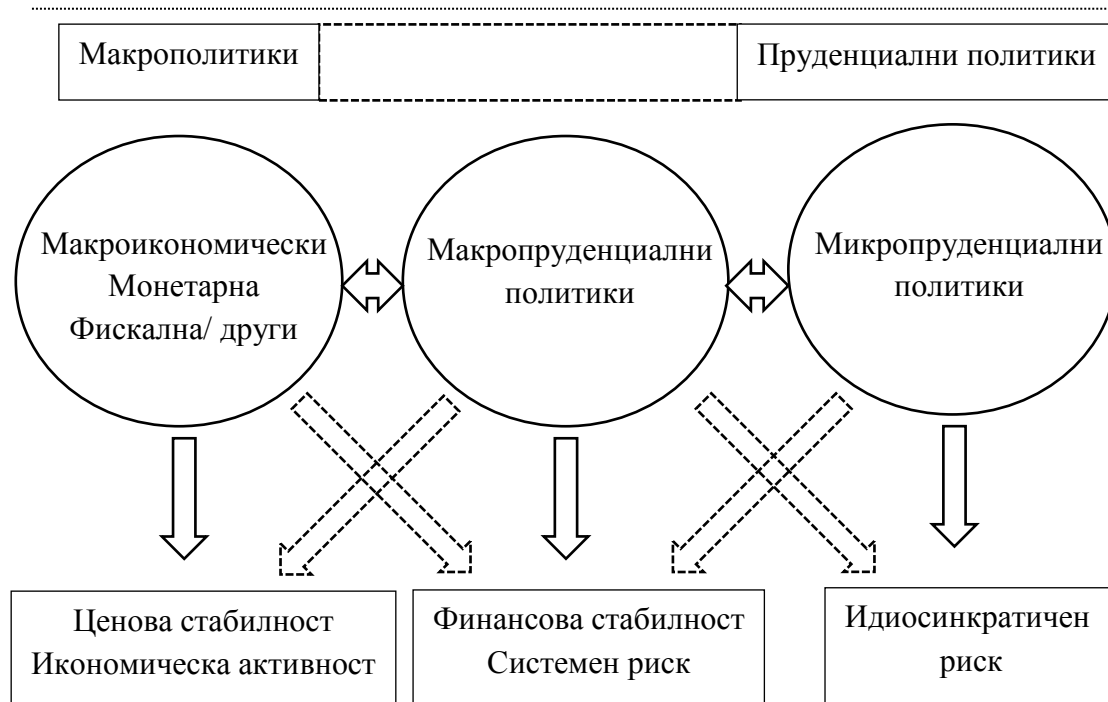 Макрополитики
Пруденциални политики
Макроикономически
Монетарна
Фискална/ други
Макропруденциални
политики
Микропруденциални
политики
Ценова стабилност
Икономическа активност
Финансова стабилност
Системен риск
Идиосинкратичен
риск